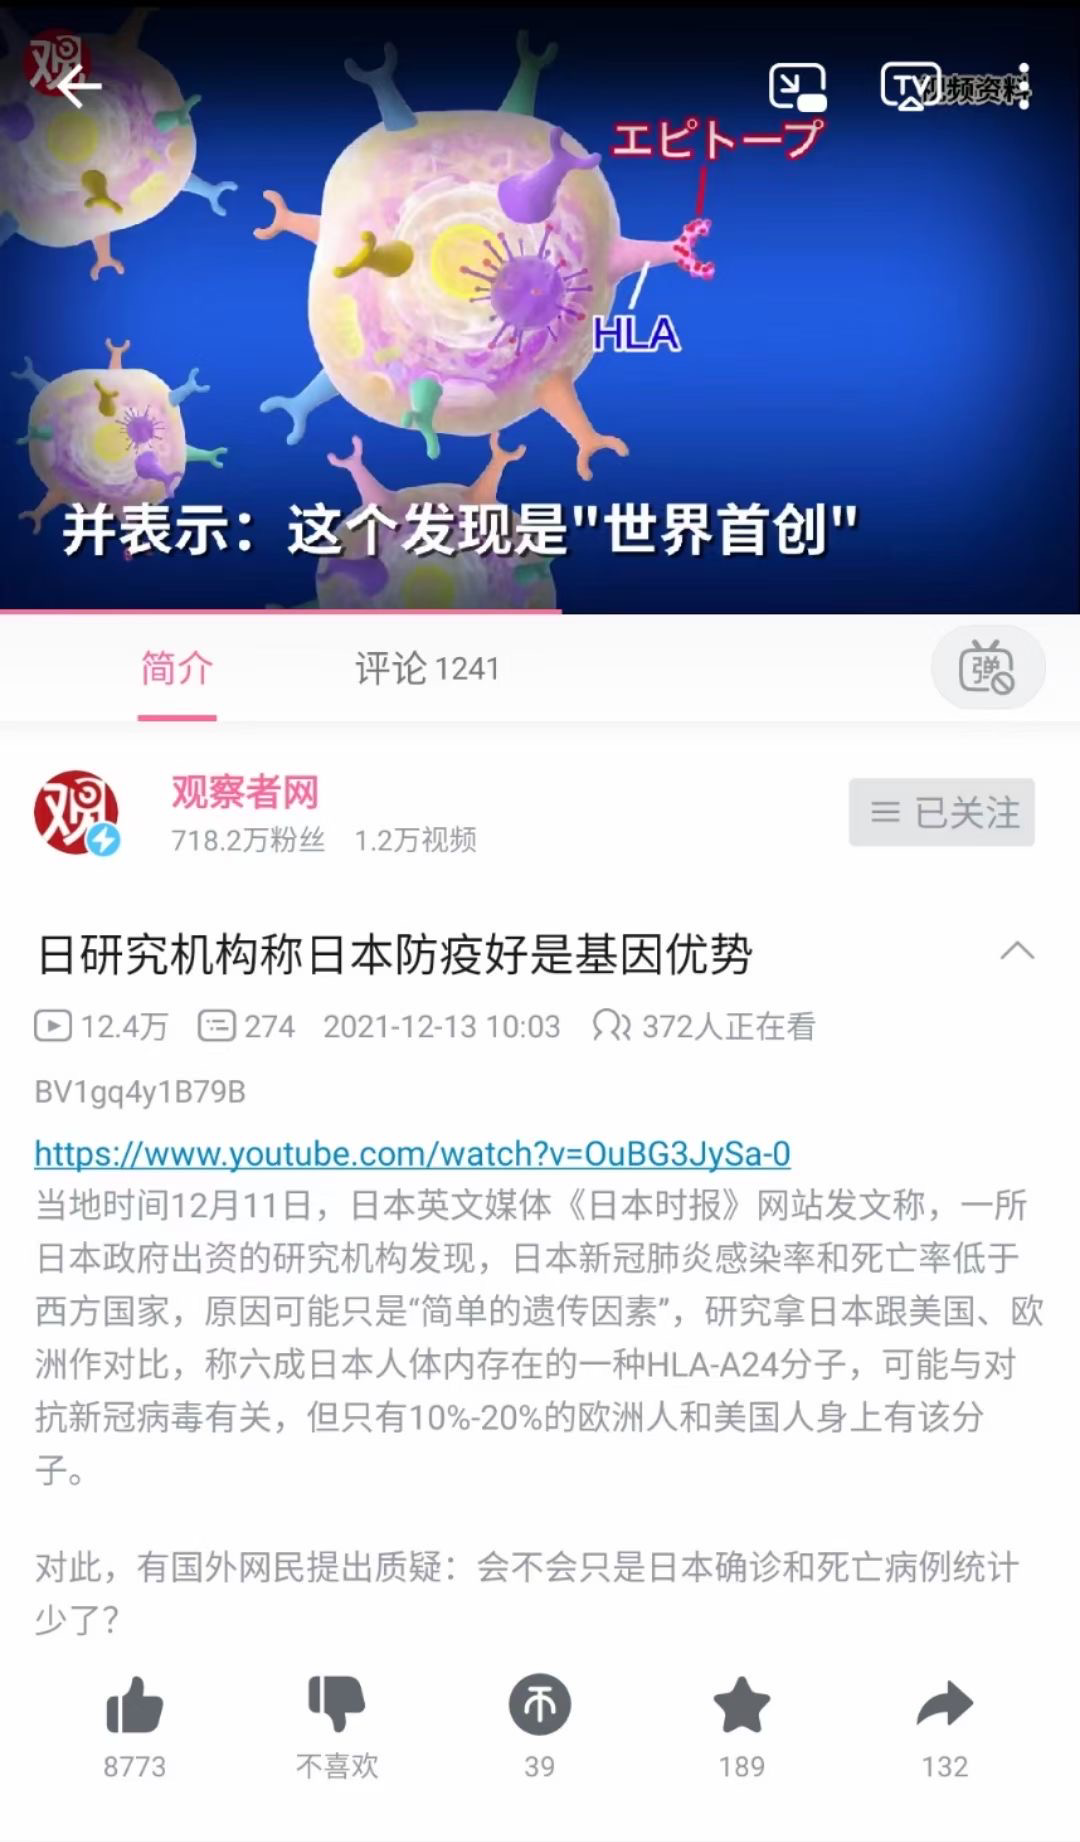 观
视频资料
エピトープ
HLA
并表示：这个发现是"世界首创"
简介
评论 1241
弹
观
观察者网
718.2万粉丝 1.2万视频
已关注
日研究机构称日本防疫好是基因优势
12.4万 274 2021-12-13 10:03 372人正在看
BV1gq4y1B79B
https://www.youtube.com/watch?v=OuBG3JySa-0
当地时间12月11日，日本英文媒体《日本时报》网站发文称，一所
日本政府出资的研究机构发现，日本新冠肺炎感染率和死亡率低于
西方国家，原因可能只是“简单的遗传因素”，研究拿日本跟美国、欧
洲作对比，称六成日本人体内存在的一种HLA-A24分子，可能与对
抗新冠病毒有关，但只有10%-20%的欧洲人和美国人身上有该分
子。
对此，有国外网民提出质疑：会不会只是日本确诊和死亡病例统计
少了？
8773 不喜欢 39 189 132